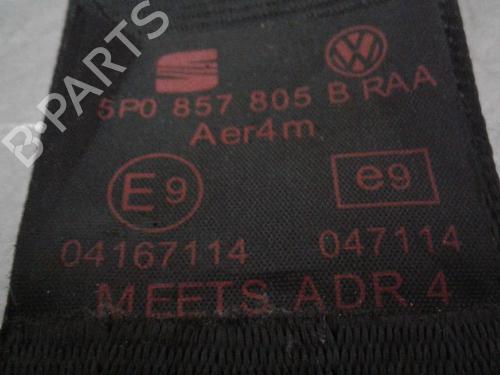 B-PARTS
5P0 857 805 B RAA
Aer4m
E9 e9
04167114 047114
MEETS ADR 4